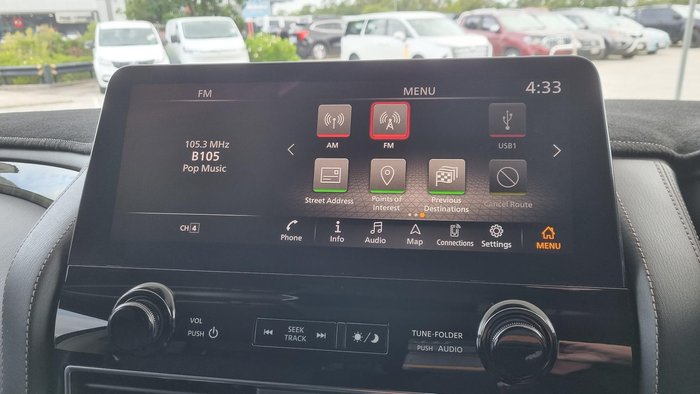 FM
MENU
4:33
105.3 MHz
B105
Pop Music
AM
FM
USB1
Street Address
Points of
Interest
Previous
Destinations
Cancel Route
CH 4
Phone
Info
Audio
Map
Connections
Settings
MENU
VOL
PUSH
SEEK
TRACK
TUNE·FOLDER
PUSH AUDIO